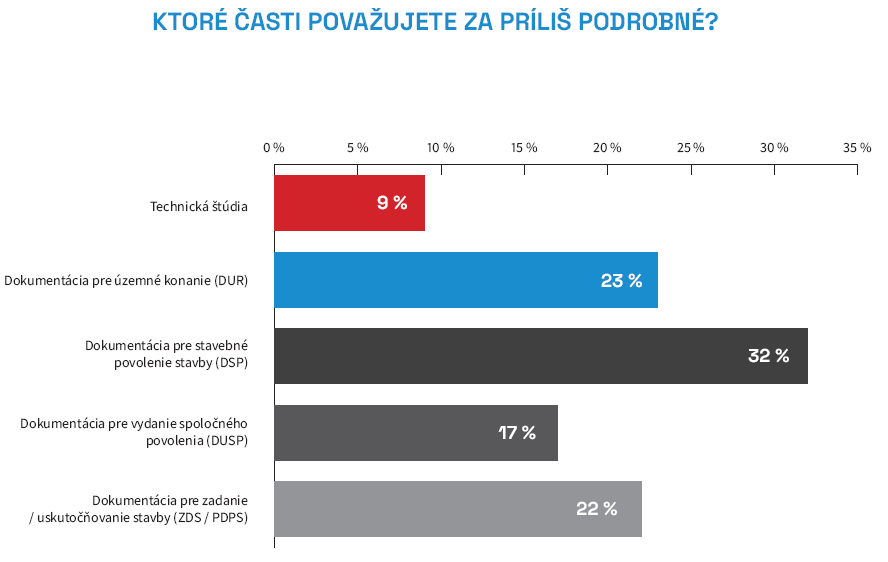 KTORÉ ČASTI POVAŽUJETE ZA PRÍLIŠ PODROBNÉ?
0 % 5 % 10 % 15 % 20 % 25 % 30 % 35 %
Technická štúdia
9 %
Dokumentácia pre územné konanie (DUR)
23 %
Dokumentácia pre stavebné
povolenie stavby (DSP)
32 %
Dokumentácia pre vydanie spoločného
povolenia (DUSP)
17 %
Dokumentácia pre zadanie
/ uskutočňovanie stavby (ZDS / PDPS)
22 %